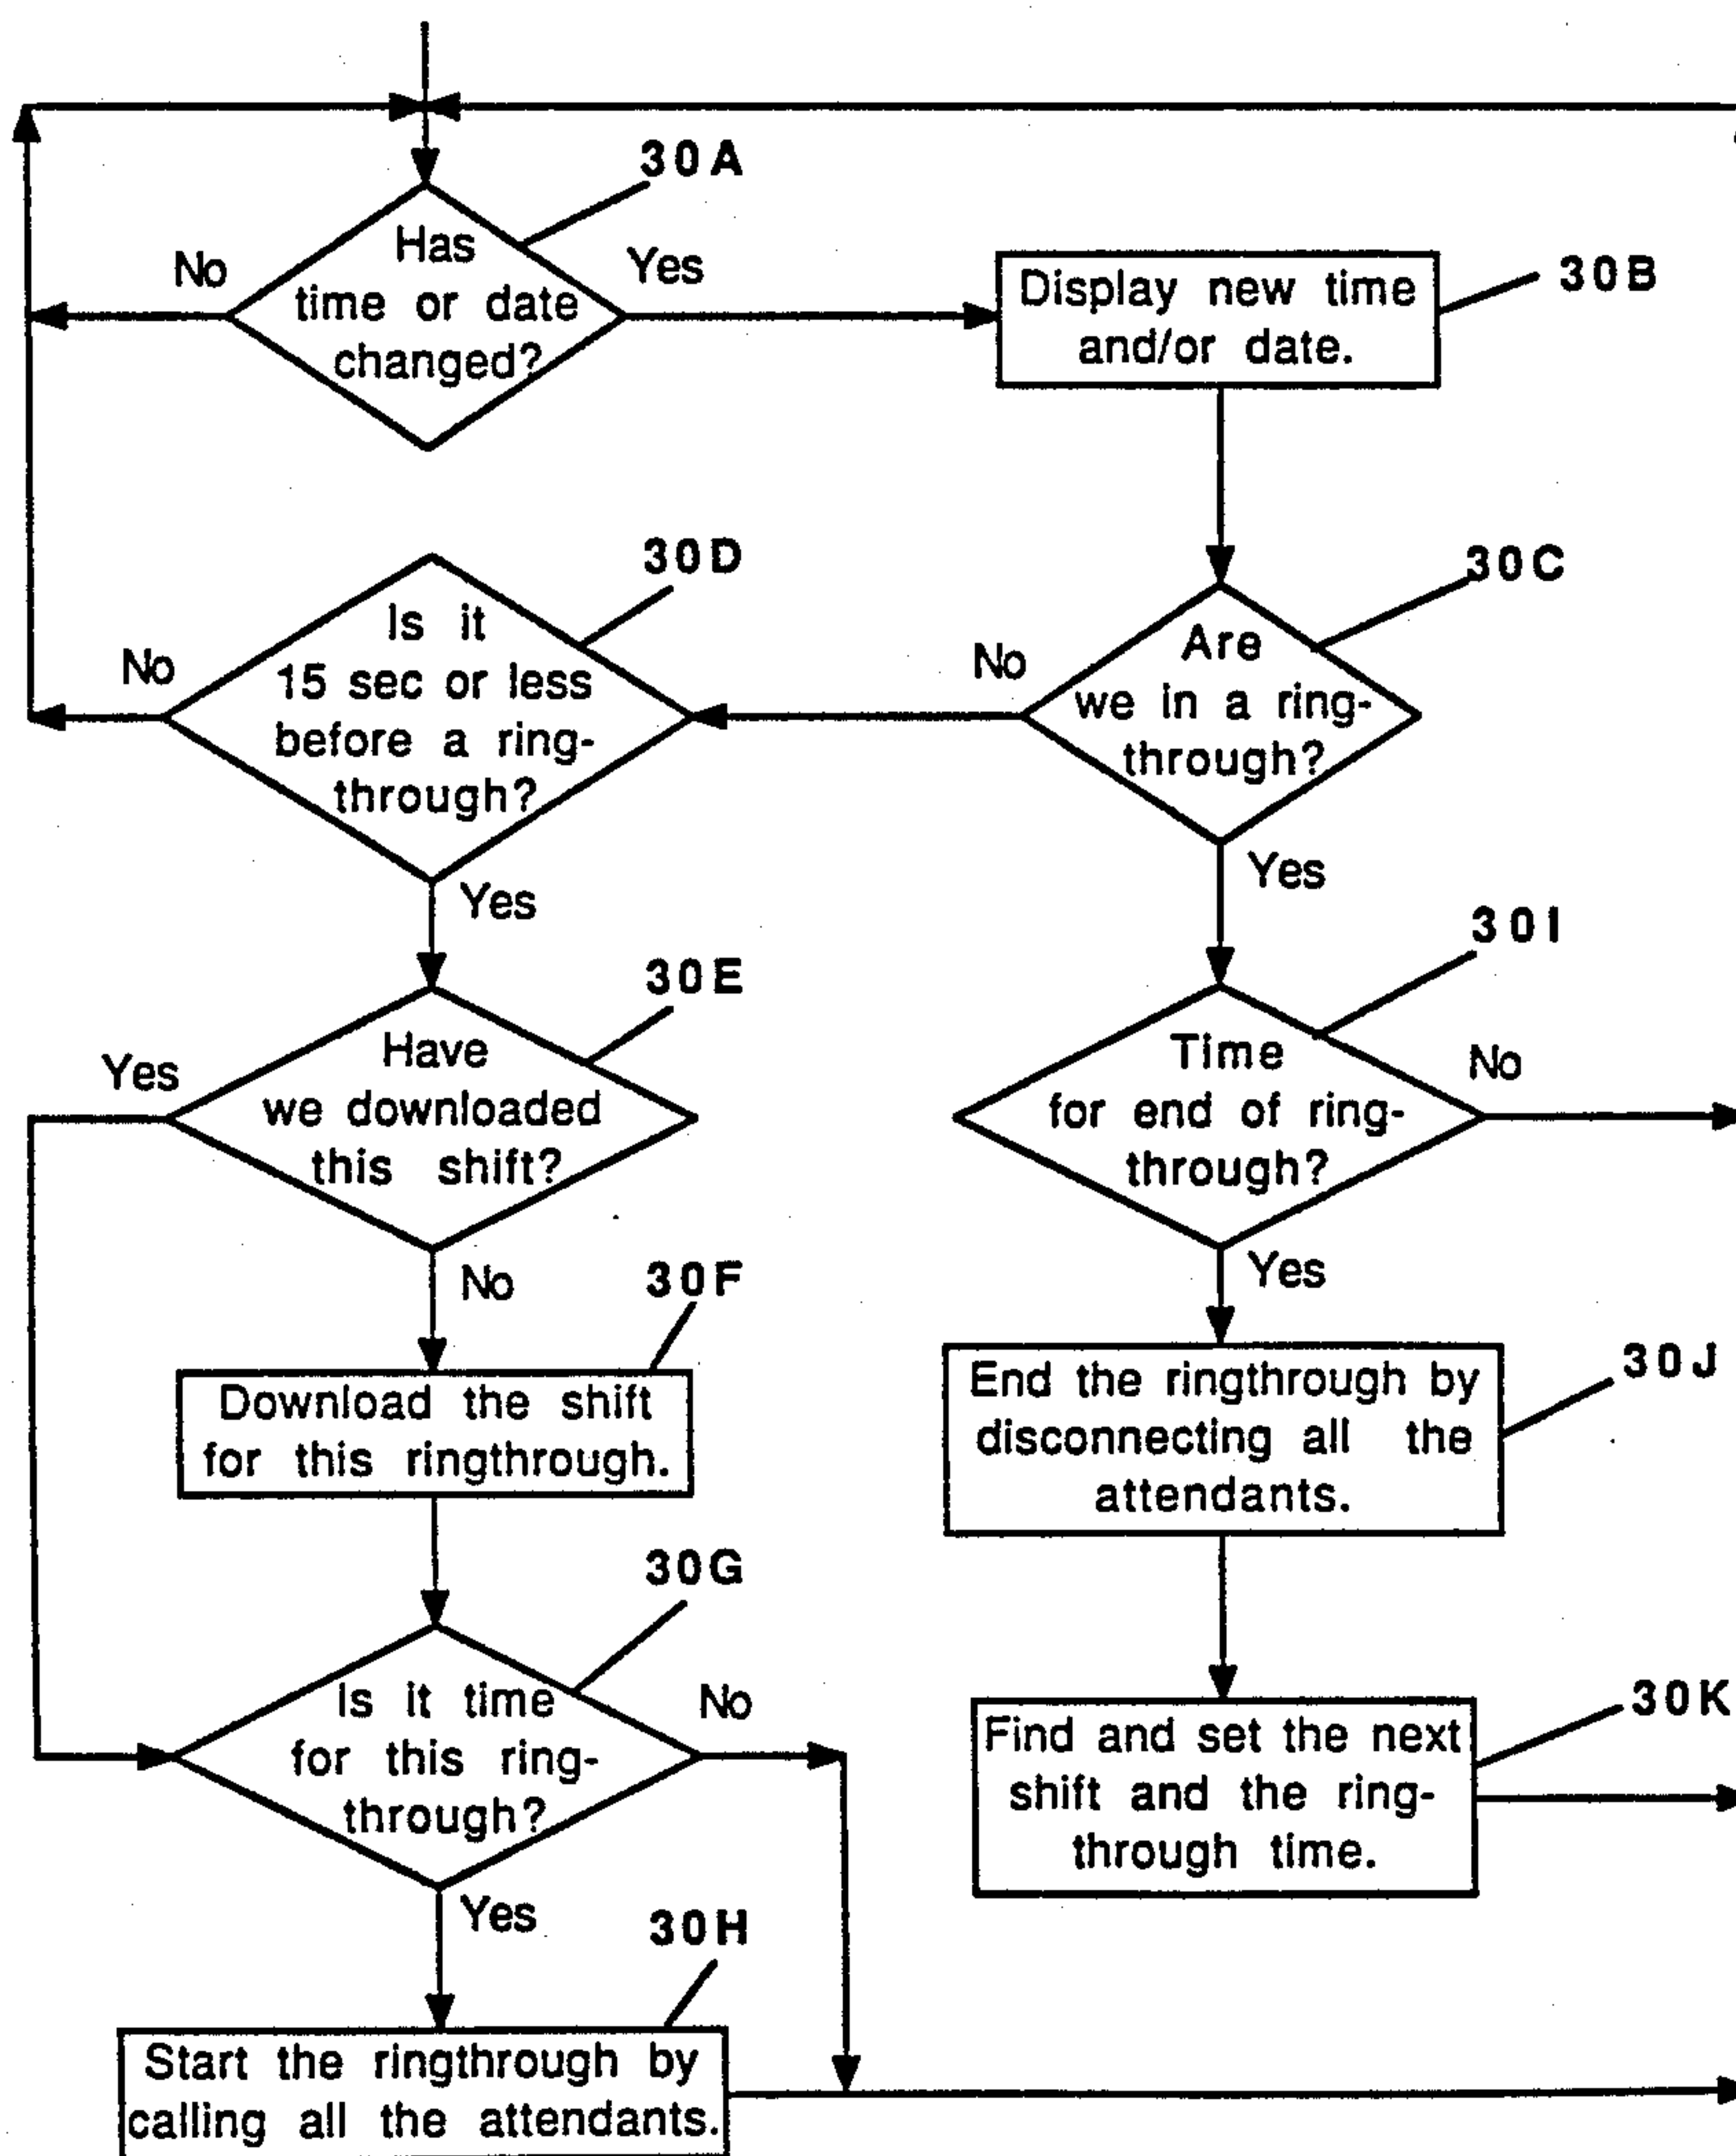 30A
Has
time or date
changed?
No
Yes
Display new time
and/or date.
30B
30D
Is it
15 sec or less
before a ring-
through?
No
Yes
30C
Are
we in a ring-
through?
No
Yes
30E
Have
we downloaded
this shift?
Yes
No
30I
Time
for end of ring-
through?
No
Yes
30F
Download the shift
for this ringthrough.
30J
End the ringthrough by
disconnecting all the
attendants.
30G
Is it time
for this ring-
through?
No
Yes
30K
Find and set the next
shift and the ring-
through time.
30H
Start the ringthrough by
calling all the attendants.